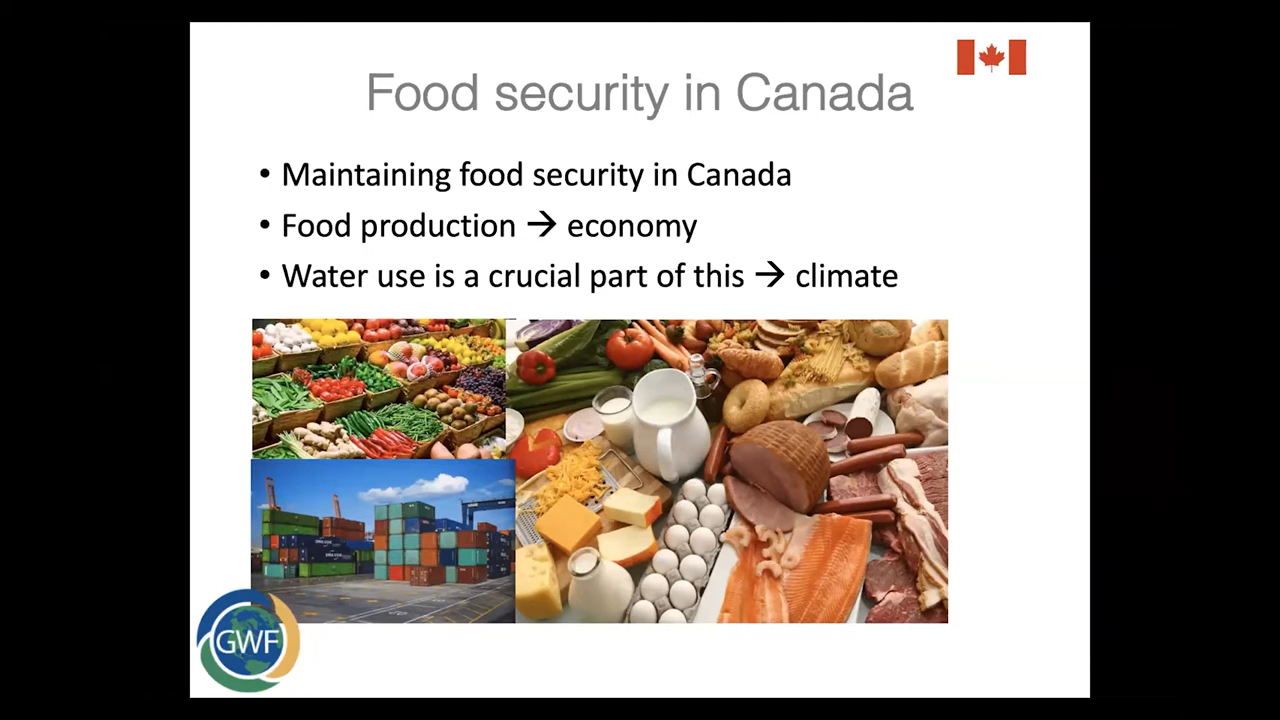 Food security in Canada
• Maintaining food security in Canada
• Food production → economy
• Water use is a crucial part of this → climate
GWF